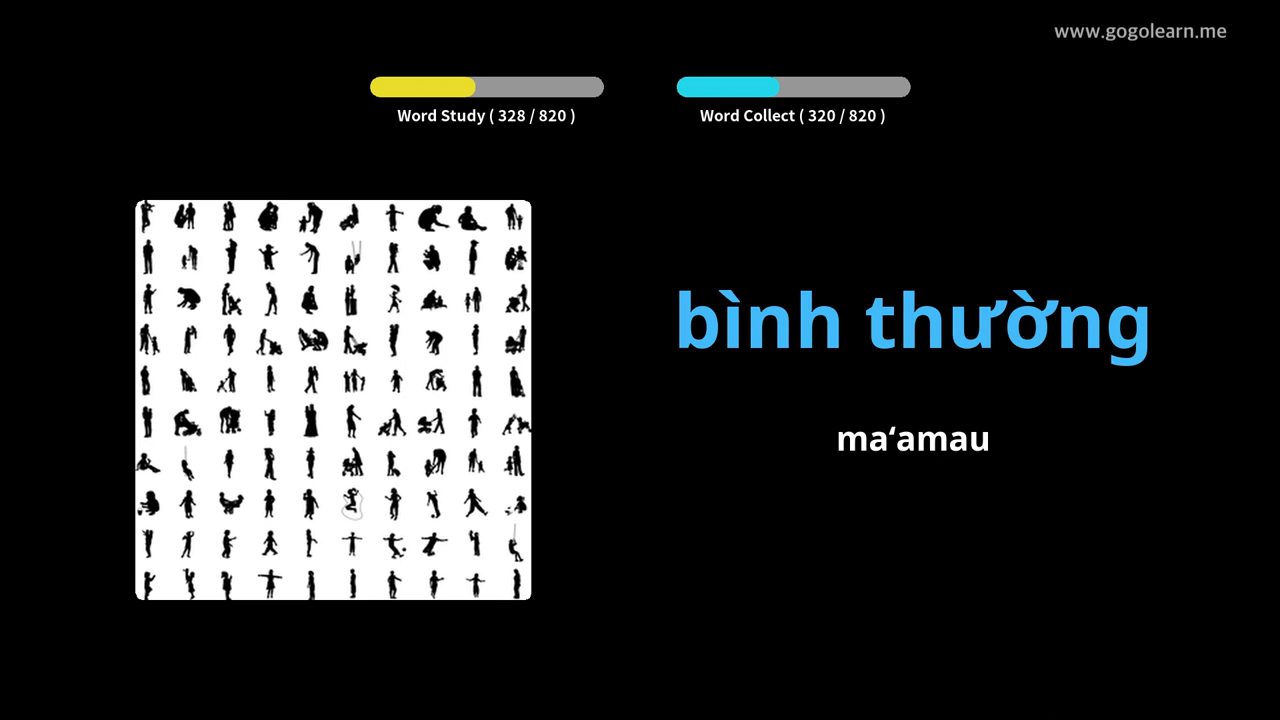 www.gogolearn.me
Word Study ( 328 / 820 )
Word Collect ( 320 / 820 )
bình thường
maʻamau